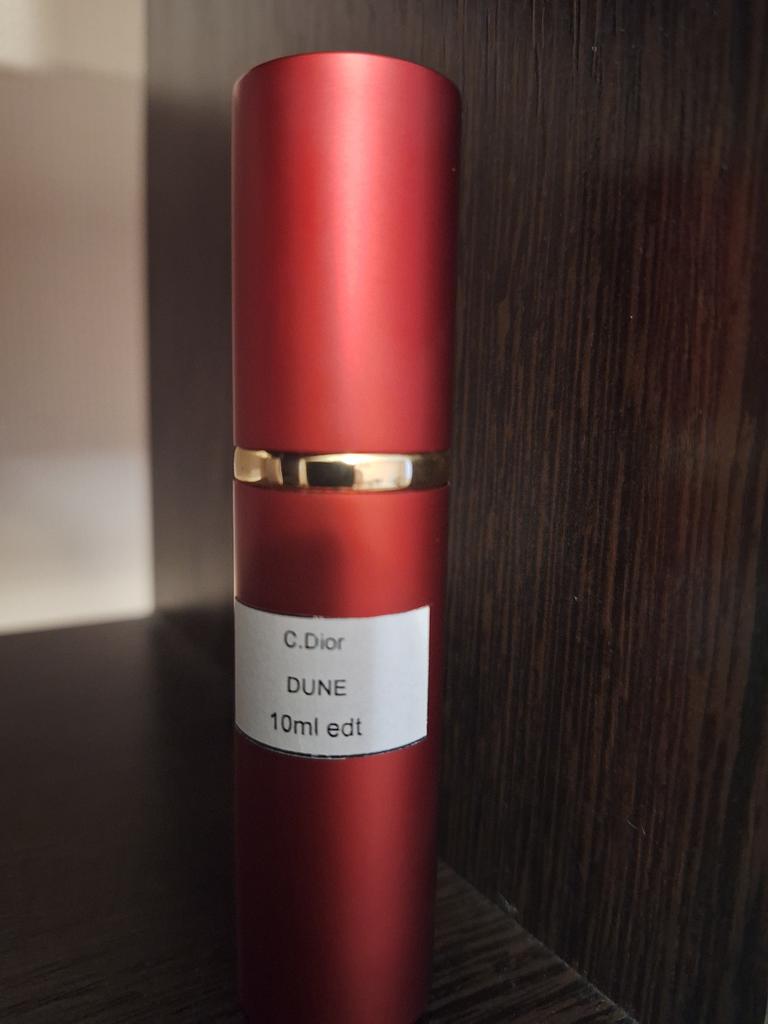 C.Dior
DUNE
10ml edt